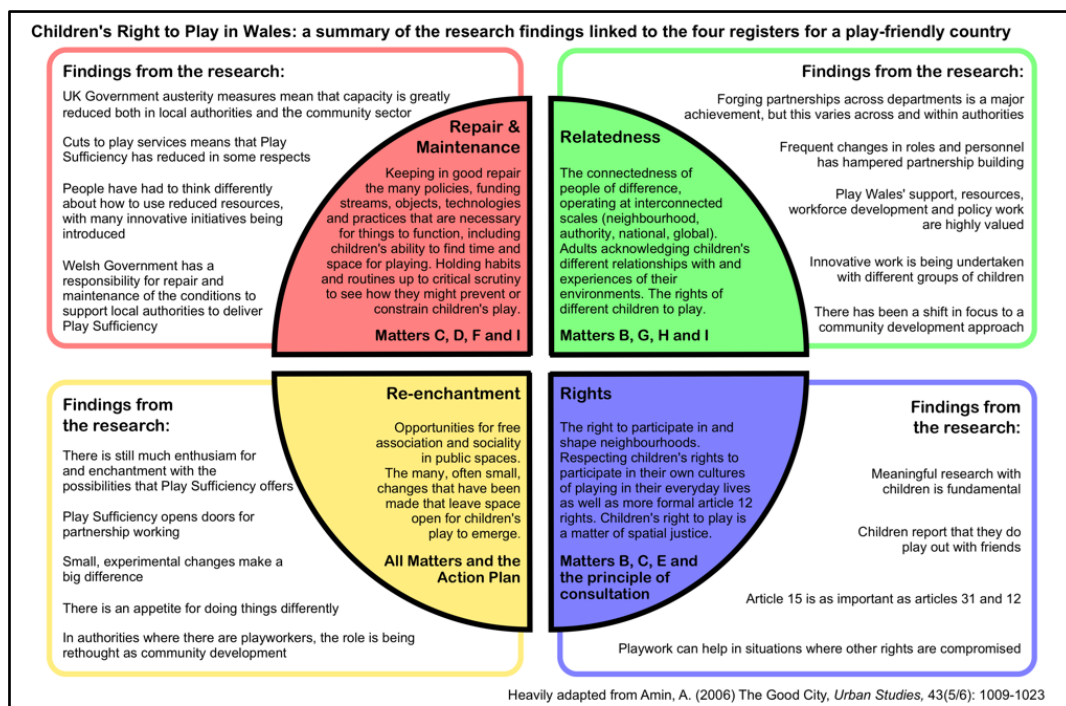 Children's Right to Play in Wales: a summary of the research findings linked to the four registers for a play-friendly country
Findings from the research:
UK Government austerity measures mean that capacity is greatly
reduced both in local authorities and the community sector
Cuts to play services means that Play
Sufficiency has reduced in some respects
People have had to think differently
about how to use reduced resources,
with many innovative initiatives being
introduced
Welsh Government has a
responsibility for repair and
maintenance of the conditions to
support local authorities to deliver
Play Sufficiency
Repair &
Maintenance
Keeping in good repair
the many policies, funding
streams, objects, technologies
and practices that are necessary
for things to function, including
children's ability to find time and
space for playing. Holding habits
and routines up to critical scrutiny
to see how they might prevent or
constrain children's play.
Matters C, D, F and I
Relatedness
The connectedness of
people of difference,
operating at interconnected
scales (neighbourhood,
authority, national, global).
Adults acknowledging children's
different relationships with and
experiences of their
environments. The rights of
different children to play.
Matters B, G, H and I
Findings from the research:
Forging partnerships across departments is a major
achievement, but this varies across and within authorities
Frequent changes in roles and personnel
has hampered partnership building
Play Wales' support, resources,
workforce development and policy work
are highly valued
Innovative work is being undertaken
with different groups of children
There has been a shift in focus to a
community development approach
Findings from
the research:
There is still much enthusiasm for
and enchantment with the
possibilities that Play Sufficiency offers
Play Sufficiency opens doors for
partnership working
Small, experimental changes make a
big difference
There is an appetite for doing things differently
In authorities where there are playworkers, the role is being
rethought as community development
Re-enchantment
Opportunities for free
association and sociality
in public spaces.
The many, often small,
changes that have been
made that leave space
open for children's
play to emerge.
All Matters and the
Action Plan
Rights
The right to participate in and
shape neighbourhoods.
Respecting children's rights to
participate in their own cultures
of playing in their everyday lives
as well as more formal article 12
rights. Children's right to play is
a matter of spatial justice.
Matters B, C, E and
the principle of
consultation
Findings from
the research:
Meaningful research with
children is fundamental
Children report that they do
play out with friends
Article 15 is as important as articles 31 and 12
Playwork can help in situations where other rights are compromised
Heavily adapted from Amin, A. (2006) The Good City, Urban Studies, 43(5/6): 1009-1023